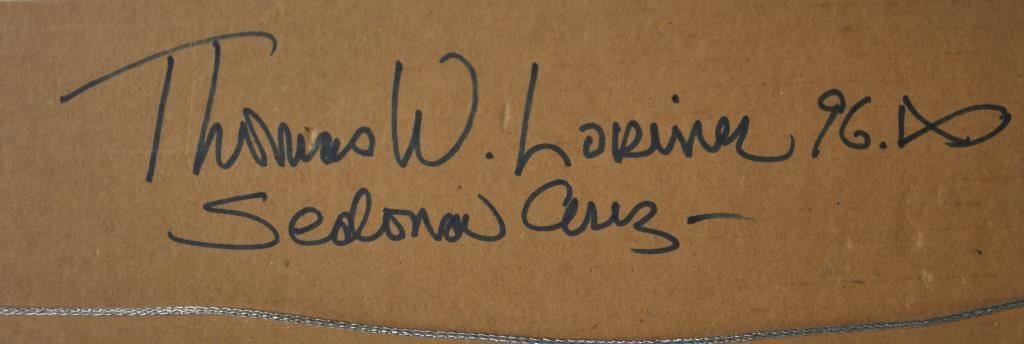 Thomas W. Lorimer 96.
Sedona Ariz-